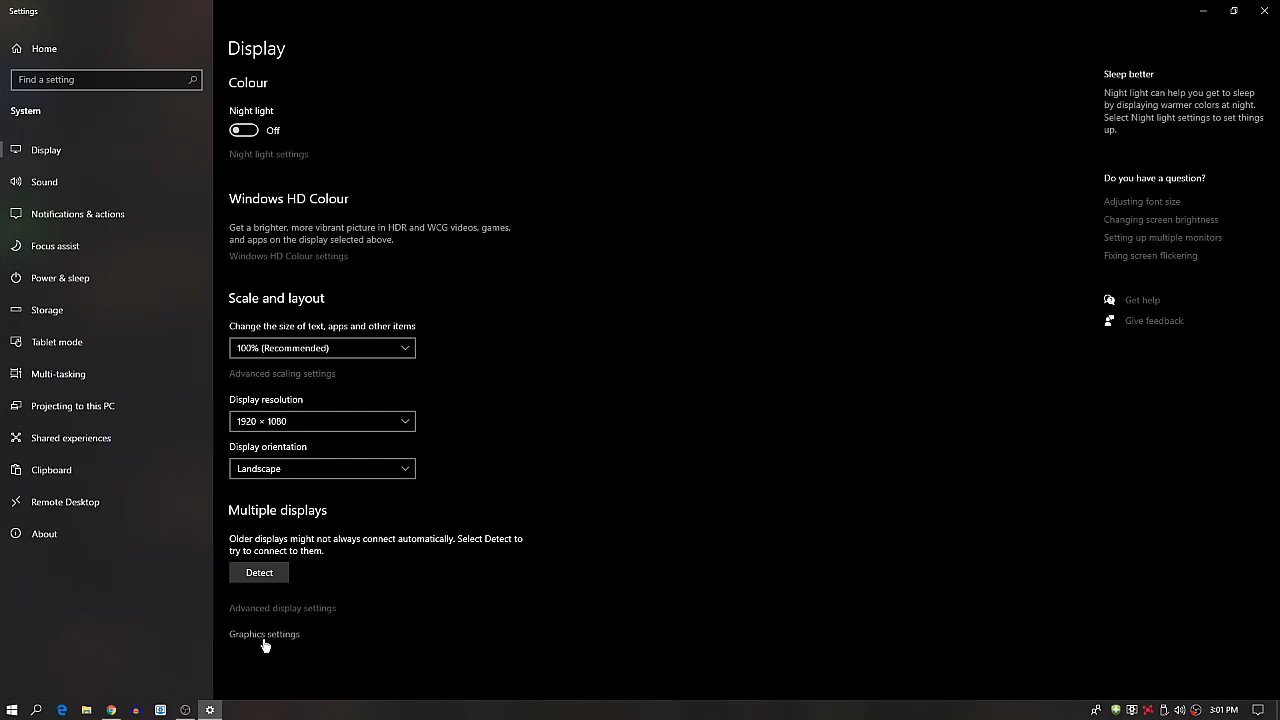 Settings
Home
Find a setting
System
Display
Sound
Notifications & actions
Focus assist
Power & sleep
Storage
Tablet mode
Multi-tasking
Projecting to this PC
Shared experiences
Clipboard
Remote Desktop
About
Display
Colour
Night light
Off
Night light settings
Windows HD Colour
Get a brighter, more vibrant picture in HDR and WCG videos, games,
and apps on the display selected above.
Windows HD Colour settings
Scale and layout
Change the size of text, apps and other items
100% (Recommended)
Advanced scaling settings
Display resolution
1920 × 1080
Display orientation
Landscape
Multiple displays
Older displays might not always connect automatically. Select Detect to
try to connect to them.
Detect
Advanced display settings
Graphics settings
Sleep better
Night light can help you get to sleep
by displaying warmer colors at night.
Select Night light settings to set things
up.
Do you have a question?
Adjusting font size
Changing screen brightness
Setting up multiple monitors
Fixing screen flickering
Get help
Give feedback
3:01 PM